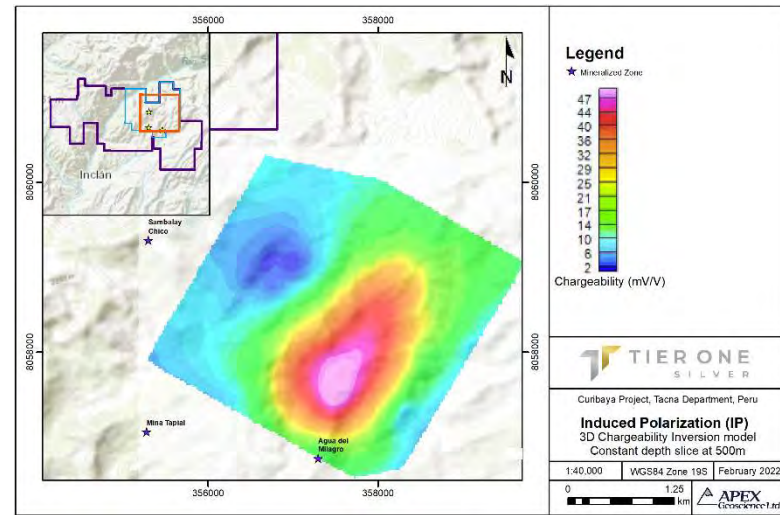 356000
358000
N
Inclán
8060000
8060000
Sambalay
Chico
8058000
8058000
Mina Tapial
Agua del
Milagro
356000
358000
Legend
Mineralized Zone
47
44
40
36
32
29
25
21
17
14
10
6
2
Chargeability (mV/V)
TIER ONE
SILVER
Curibaya Project, Tacna Department, Peru
Induced Polarization (IP)
3D Chargeability Inversion model
Constant depth slice at 500m
1:40,000 WGS84 Zone 19S February 2022
0 1.25
km
APEX
Geoscience Ltd